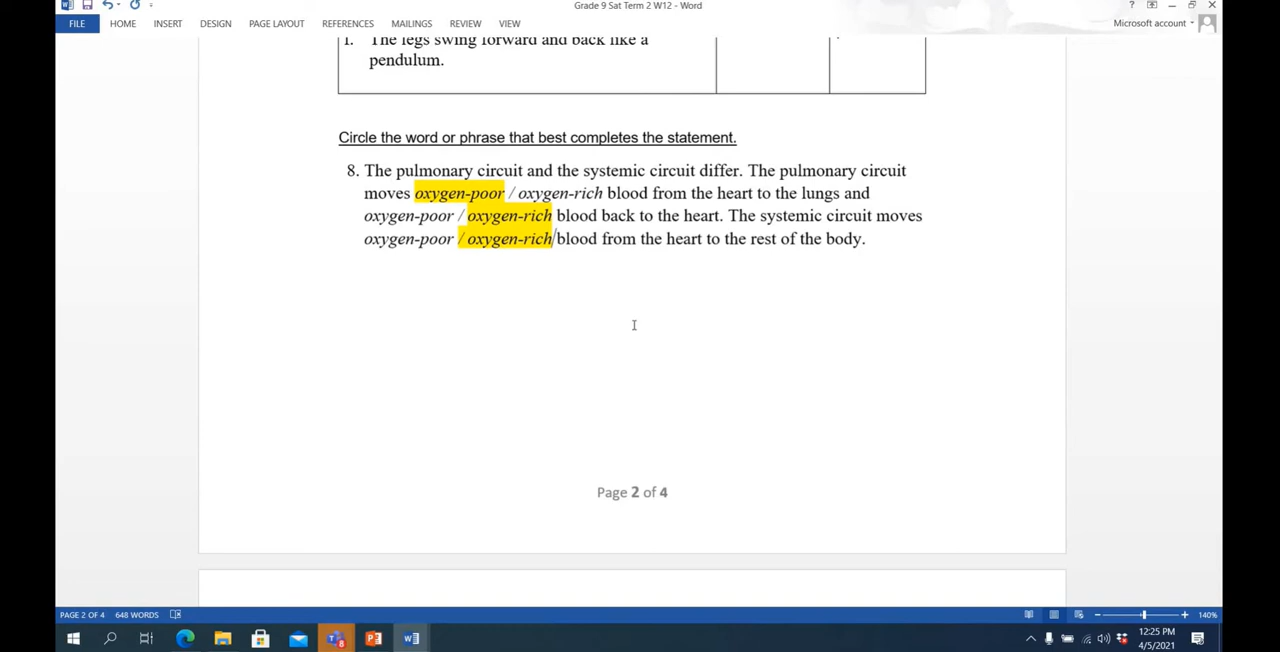 Grade 9 Sat Term 2 W12 - Word
?
FILE HOME INSERT DESIGN PAGE LAYOUT REFERENCES MAILINGS REVIEW VIEW Microsoft account
The legs swing forward and back like a
pendulum.
Circle the word or phrase that best completes the statement.
8. The pulmonary circuit and the systemic circuit differ. The pulmonary circuit
moves oxygen-poor / oxygen-rich blood from the heart to the lungs and
oxygen-poor / oxygen-rich blood back to the heart. The systemic circuit moves
oxygen-poor / oxygen-rich blood from the heart to the rest of the body.
Page 2 of 4
PAGE 2 OF 4 648 WORDS 140%
12:25 PM
4/5/2021